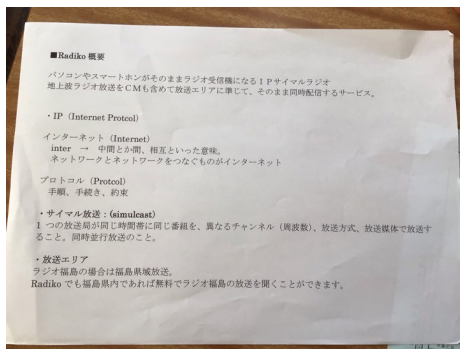 ■Radiko 概要
パソコンやスマートホンがそのままラジオ受信機になるＩＰサイマルラジオ
地上波ラジオ放送をＣＭも含めて放送エリアに準じて、そのまま同時配信するサービス。
・IP（Internet Protcol）
インターネット（Internet）
inter → 中間とか間、相互といった意味。
ネットワークとネットワークをつなぐものがインターネット
プロトコル（Protcol）
手順、手続き、約束
・サイマル放送：(simulcast)
1 つの放送局が同じ時間帯に同じ番組を、異なるチャンネル（周波数）、放送方式、放送媒体で放送す
ること。同時並行放送のこと。
・放送エリア
ラジオ福島の場合は福島県域放送。
Radiko でも福島県内であれば無料でラジオ福島の放送を聞くことができます。